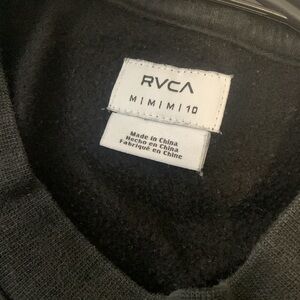 RVCA
M | M | M | 10
Made in China
Hecho en China
Fabriqué en Chine